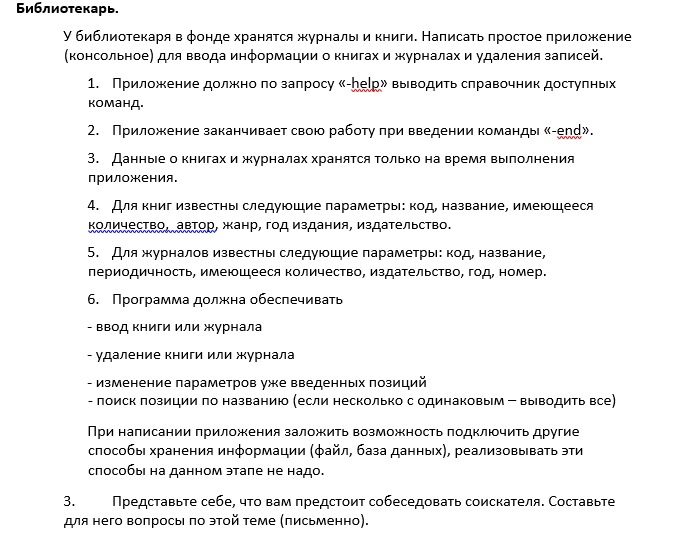 Библиотекарь.
У библиотекаря в фонде хранятся журналы и книги. Написать простое приложение
(консольное) для ввода информации о книгах и журналах и удаления записей.
1. Приложение должно по запросу «-help» выводить справочник доступных
команд.
2. Приложение заканчивает свою работу при введении команды «-end».
3. Данные о книгах и журналах хранятся только на время выполнения
приложения.
4. Для книг известны следующие параметры: код, название, имеющееся
количество, автор, жанр, год издания, издательство.
5. Для журналов известны следующие параметры: код, название,
периодичность, имеющееся количество, издательство, год, номер.
6. Программа должна обеспечивать
- ввод книги или журнала
- удаление книги или журнала
- изменение параметров уже введенных позиций
- поиск позиции по названию (если несколько с одинаковым – выводить все)
При написании приложения заложить возможность подключить другие
способы хранения информации (файл, база данных), реализовывать эти
способы на данном этапе не надо.
3. Представьте себе, что вам предстоит собеседовать соискателя. Составьте
для него вопросы по этой теме (письменно).